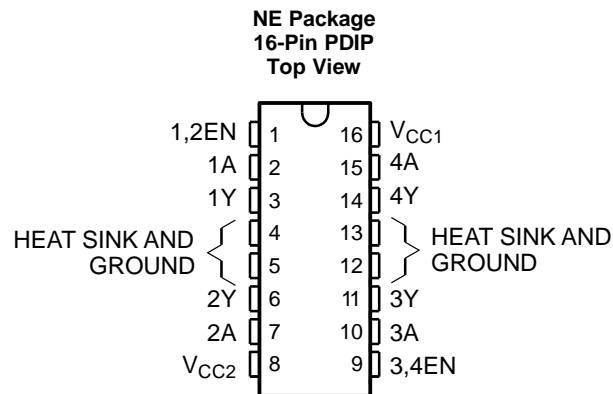 NE Package
16-Pin PDIP
Top View
1,2EN 1 16 VCC1
1A 2 15 4A
1Y 3 14 4Y
HEAT SINK AND GROUND 4 13 HEAT SINK AND GROUND
5 12
2Y 6 11 3Y
2A 7 10 3A
VCC2 8 9 3,4EN